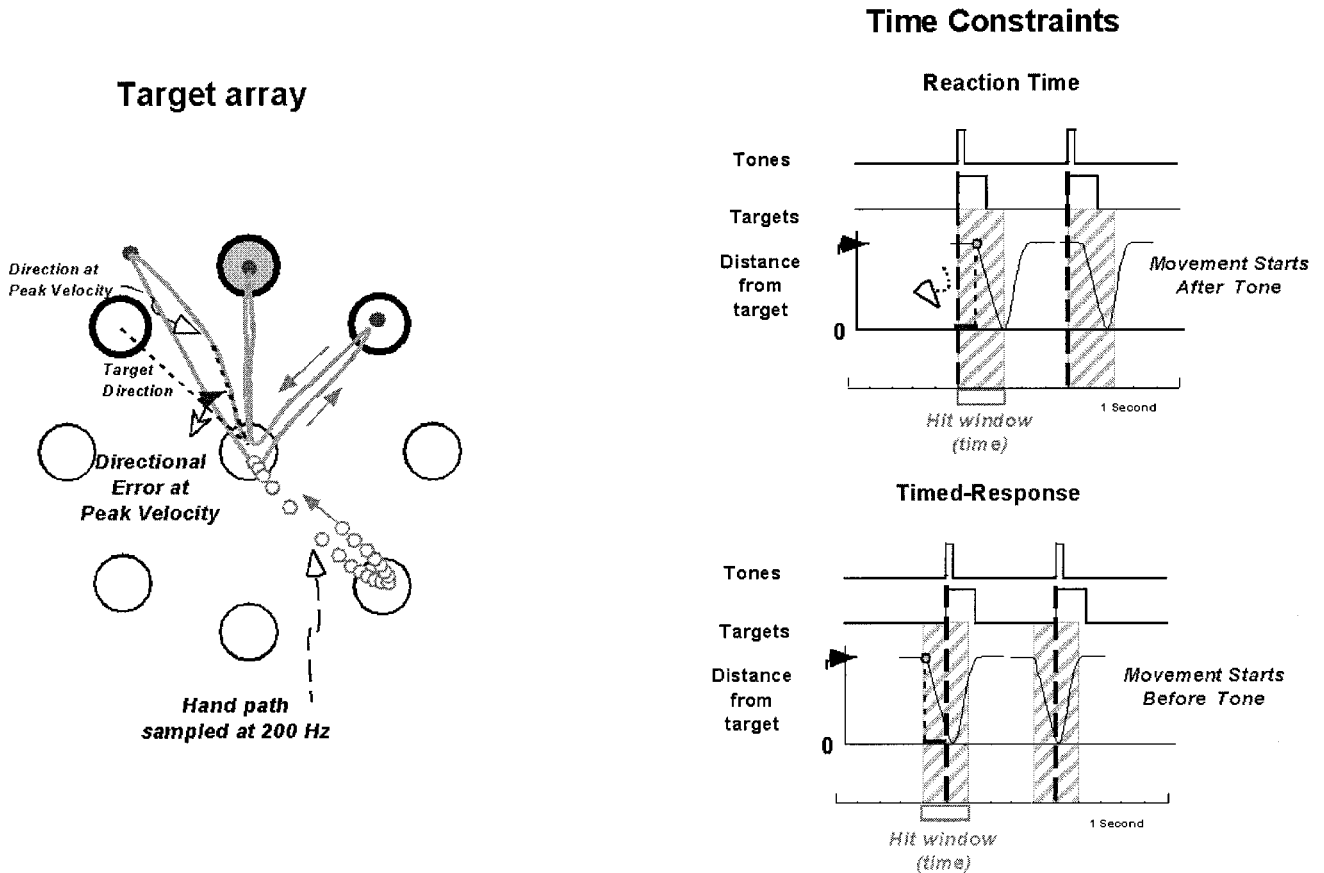 Target array
Direction at
Peak Velocity
Target
Direction
Directional
Error at
Peak Velocity
Hand path
sampled at 200 Hz
Time Constraints
Reaction Time
Tones
Targets
Distance
from
target
0
Movement Starts
After Tone
1 Second
Hit window
(time)
Timed-Response
Tones
Targets
Distance
from
target
0
Movement Starts
Before Tone
1 Second
Hit window
(time)